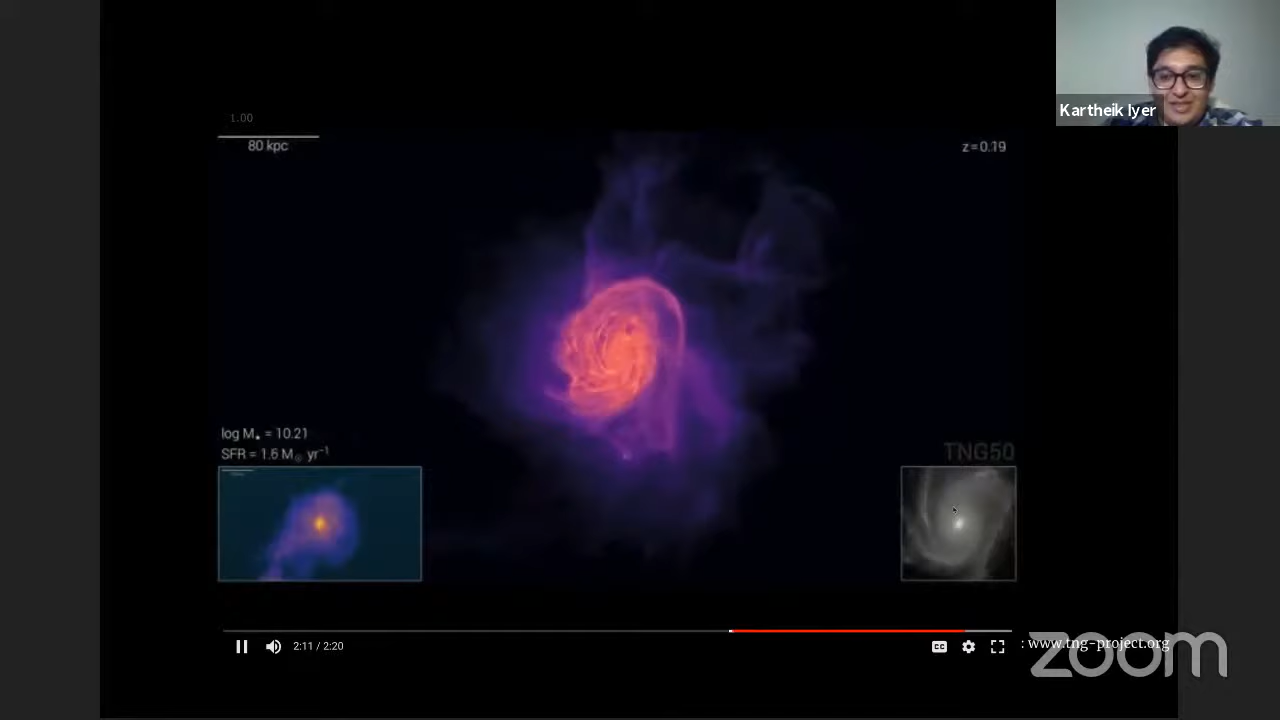 Kartheik Iyer
1.00
80 kpc
z=0.19
log M⋆ = 10.21
SFR = 1.6 M☉ yr⁻¹
TNG50
2:11 / 2:20
CC
: www.tng-project.org
zoom